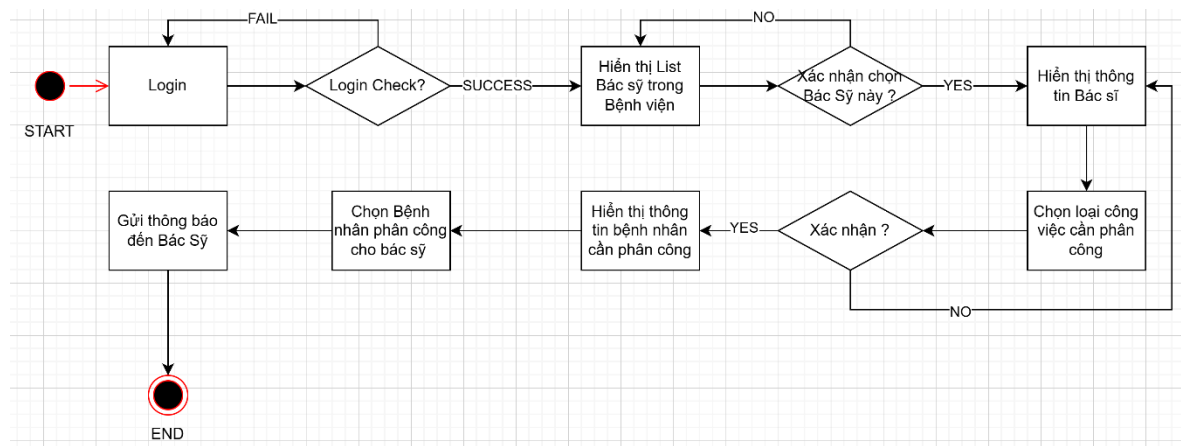 FAIL
NO
START
Login
Login Check?
SUCCESS
Hiển thị List
Bác sỹ trong
Bệnh viện
Xác nhận chọn
Bác Sỹ này ?
YES
Hiển thị thông
tin Bác sĩ
Gửi thông báo
đến Bác Sỹ
Chọn Bệnh
nhân phân công
cho bác sỹ
Hiển thị thông
tin bệnh nhân
cần phân công
YES
Xác nhận ?
Chọn loại công
việc cần phân
công
NO
END